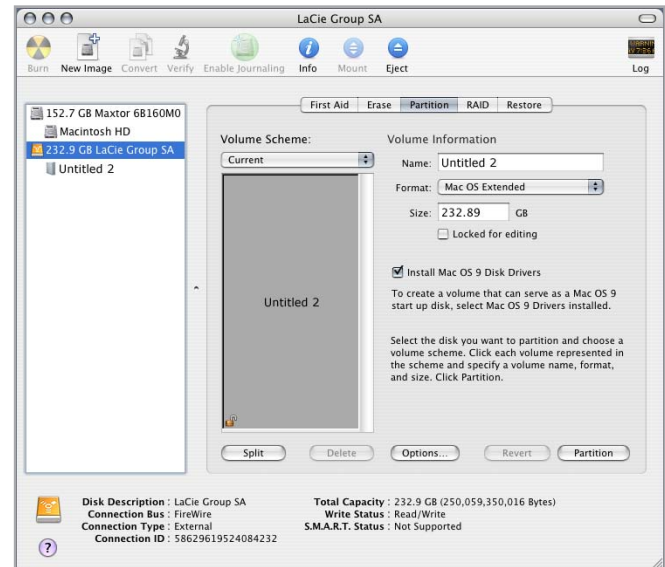 LaCie Group SA
Burn New Image Convert Verify Enable Journaling Info Mount Eject Log
First Aid Erase Partition RAID Restore
152.7 GB Maxtor 6B160M0
Macintosh HD
232.9 GB LaCie Group SA
Untitled 2
Volume Scheme:
Current
Untitled 2
Volume Information
Name: Untitled 2
Format: Mac OS Extended
Size: 232.89 GB
Locked for editing
Install Mac OS 9 Disk Drivers
To create a volume that can serve as a Mac OS 9
start up disk, select Mac OS 9 Drivers installed.
Select the disk you want to partition and choose a
volume scheme. Click each volume represented in
the scheme and specify a volume name, format,
and size. Click Partition.
Split Delete Options... Revert Partition
Disk Description : LaCie Group SA
Connection Bus : FireWire
Connection Type : External
Connection ID : 58629619524084232
Total Capacity : 232.9 GB (250,059,350,016 Bytes)
Write Status : Read/Write
S.M.A.R.T. Status : Not Supported
?